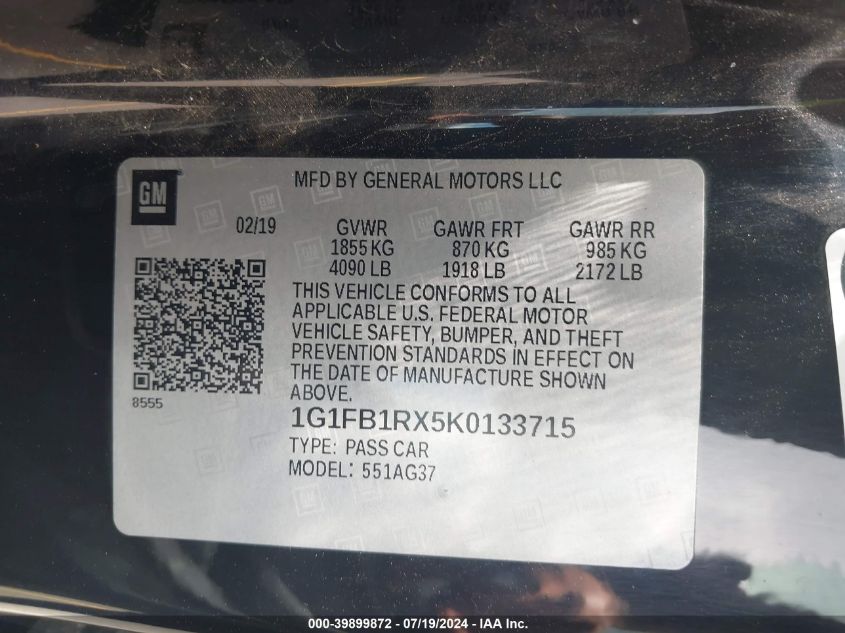 GM
MFD BY GENERAL MOTORS LLC
02/19
GVWR GAWR FRT GAWR RR
1855 KG 870 KG 985 KG
4090 LB 1918 LB 2172 LB
THIS VEHICLE CONFORMS TO ALL
APPLICABLE U.S. FEDERAL MOTOR
VEHICLE SAFETY, BUMPER, AND THEFT
PREVENTION STANDARDS IN EFFECT ON
THE DATE OF MANUFACTURE SHOWN
ABOVE.
8555
1G1FB1RX5K0133715
TYPE: PASS CAR
MODEL: 551AG37
000-39899872 - 07/19/2024 - IAA Inc.